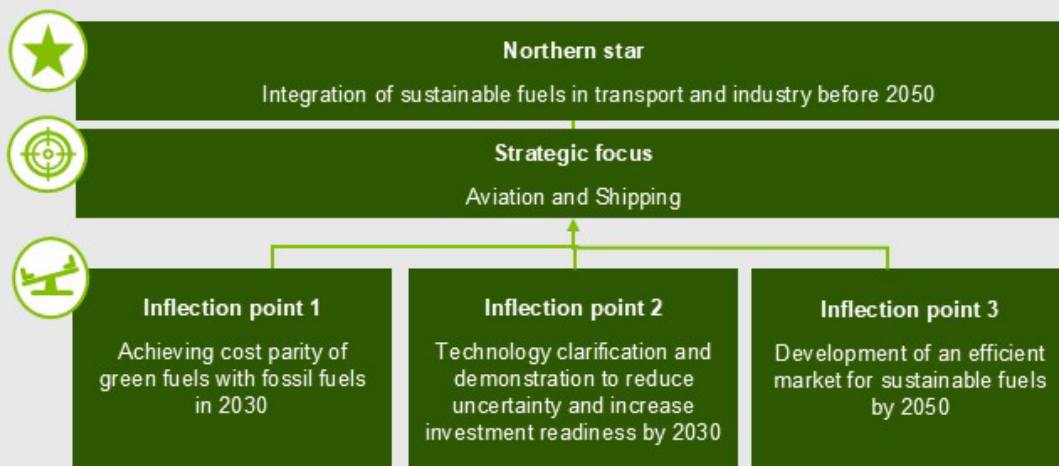 Northern star
Integration of sustainable fuels in transport and industry before 2050
Strategic focus
Aviation and Shipping
Inflection point 1
Achieving cost parity of
green fuels with fossil fuels
in 2030
Inflection point 2
Technology clarification and
demonstration to reduce
uncertainty and increase
investment readiness by 2030
Inflection point 3
Development of an efficient
market for sustainable fuels
by 2050